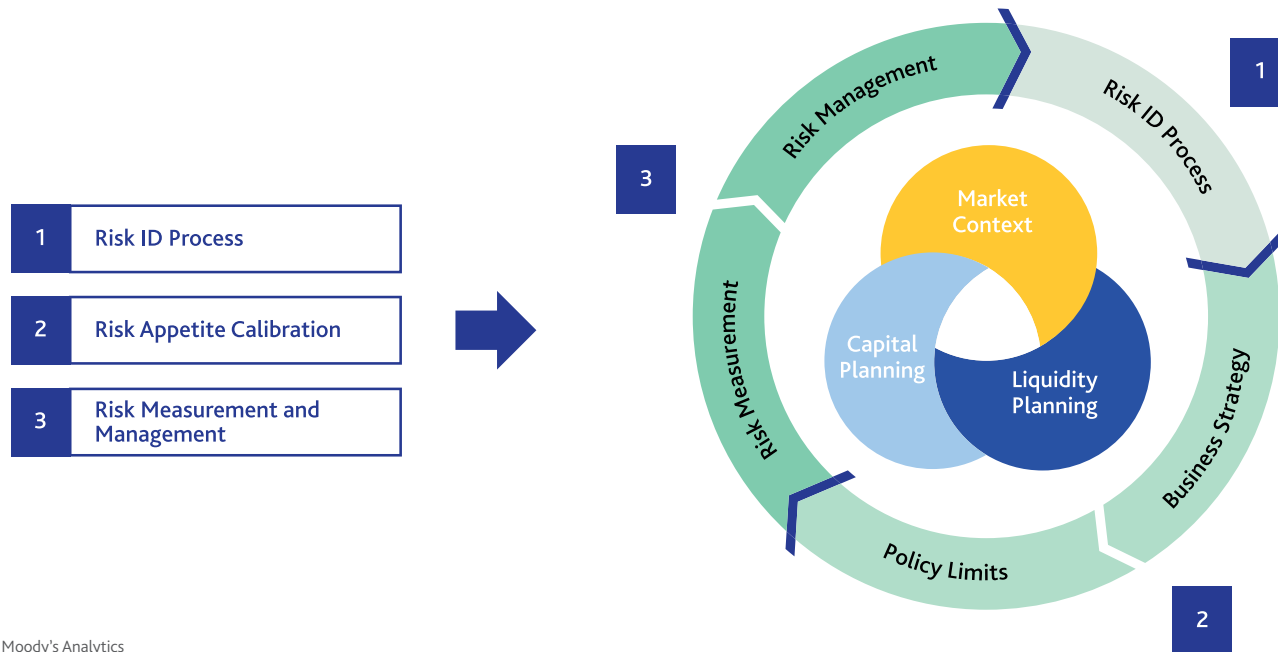 1
Risk ID Process
2
Risk Appetite Calibration
3
Risk Measurement and
Management
1
2
3
Risk ID Process
Business Strategy
Policy Limits
Risk Measurement
Risk Management
Market
Context
Capital
Planning
Liquidity
Planning
Moody's Analytics